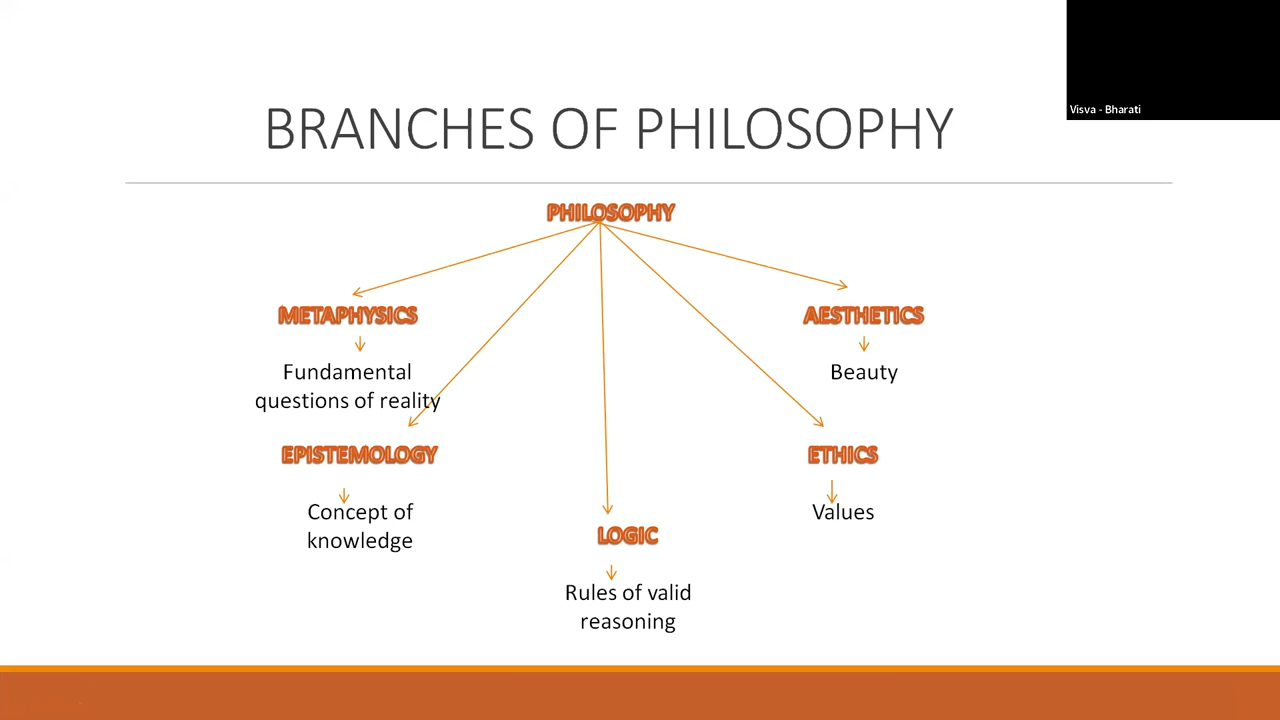 Visva - Bharati
BRANCHES OF PHILOSOPHY
PHILOSOPHY
METAPHYSICS
Fundamental
questions of reality
AESTHETICS
Beauty
EPISTEMOLOGY
Concept of
knowledge
ETHICS
Values
LOGIC
Rules of valid
reasoning